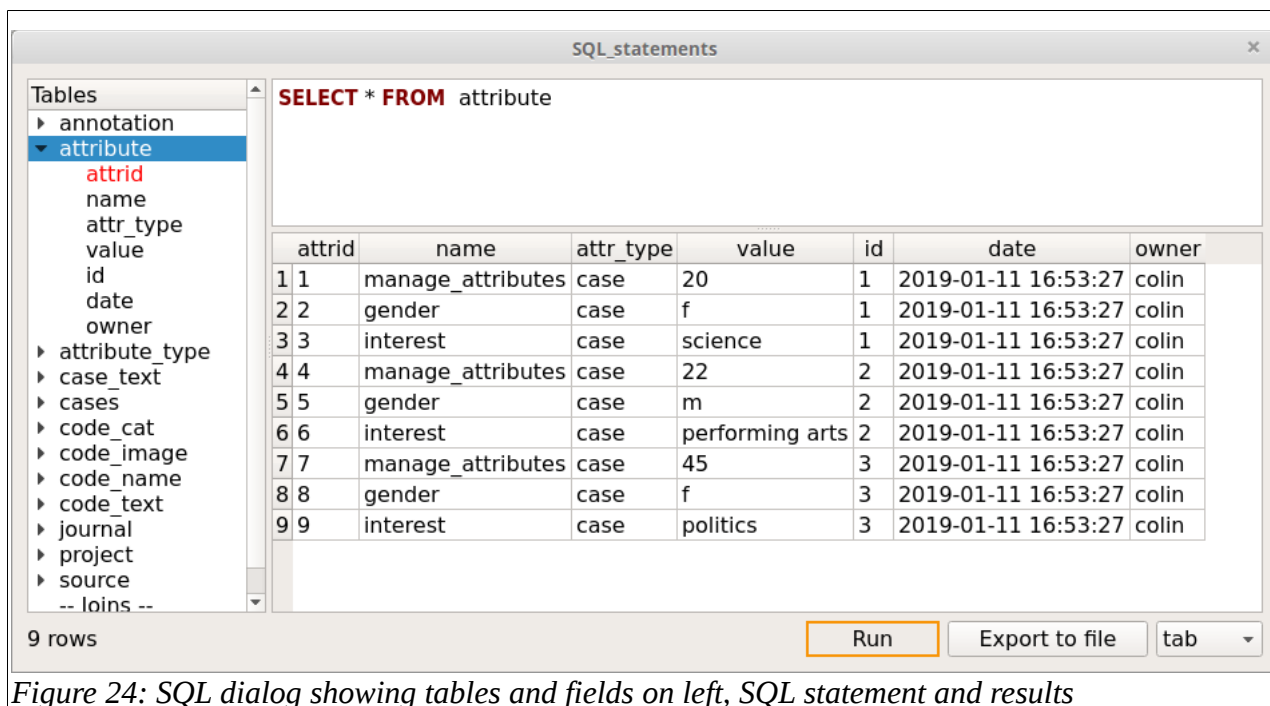 SQL_statements ×
Tables
annotation
attribute
attrid
name
attr_type
value
id
date
owner
attribute_type
case_text
cases
code_cat
code_image
code_name
code_text
journal
project
source
-- Joins --
SELECT * FROM attribute
attrid name attr_type value id date owner
1 1 manage_attributes case 20 1 2019-01-11 16:53:27 colin
2 2 gender case f 1 2019-01-11 16:53:27 colin
3 3 interest case science 1 2019-01-11 16:53:27 colin
4 4 manage_attributes case 22 2 2019-01-11 16:53:27 colin
5 5 gender case m 2 2019-01-11 16:53:27 colin
6 6 interest case performing arts 2 2019-01-11 16:53:27 colin
7 7 manage_attributes case 45 3 2019-01-11 16:53:27 colin
8 8 gender case f 3 2019-01-11 16:53:27 colin
9 9 interest case politics 3 2019-01-11 16:53:27 colin
9 rows Run Export to file tab
Figure 24: SQL dialog showing tables and fields on left, SQL statement and results